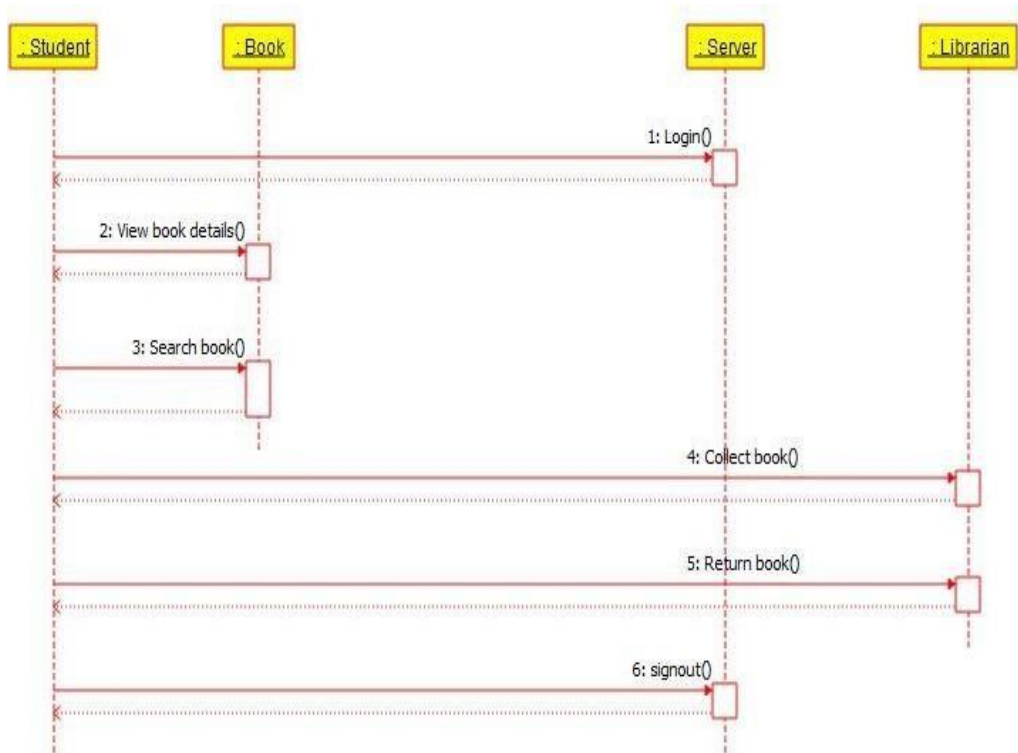 : Student
: Book
: Server
: Librarian
1: Login()
2: View book details()
3: Search book()
4: Collect book()
5: Return book()
6: signout()